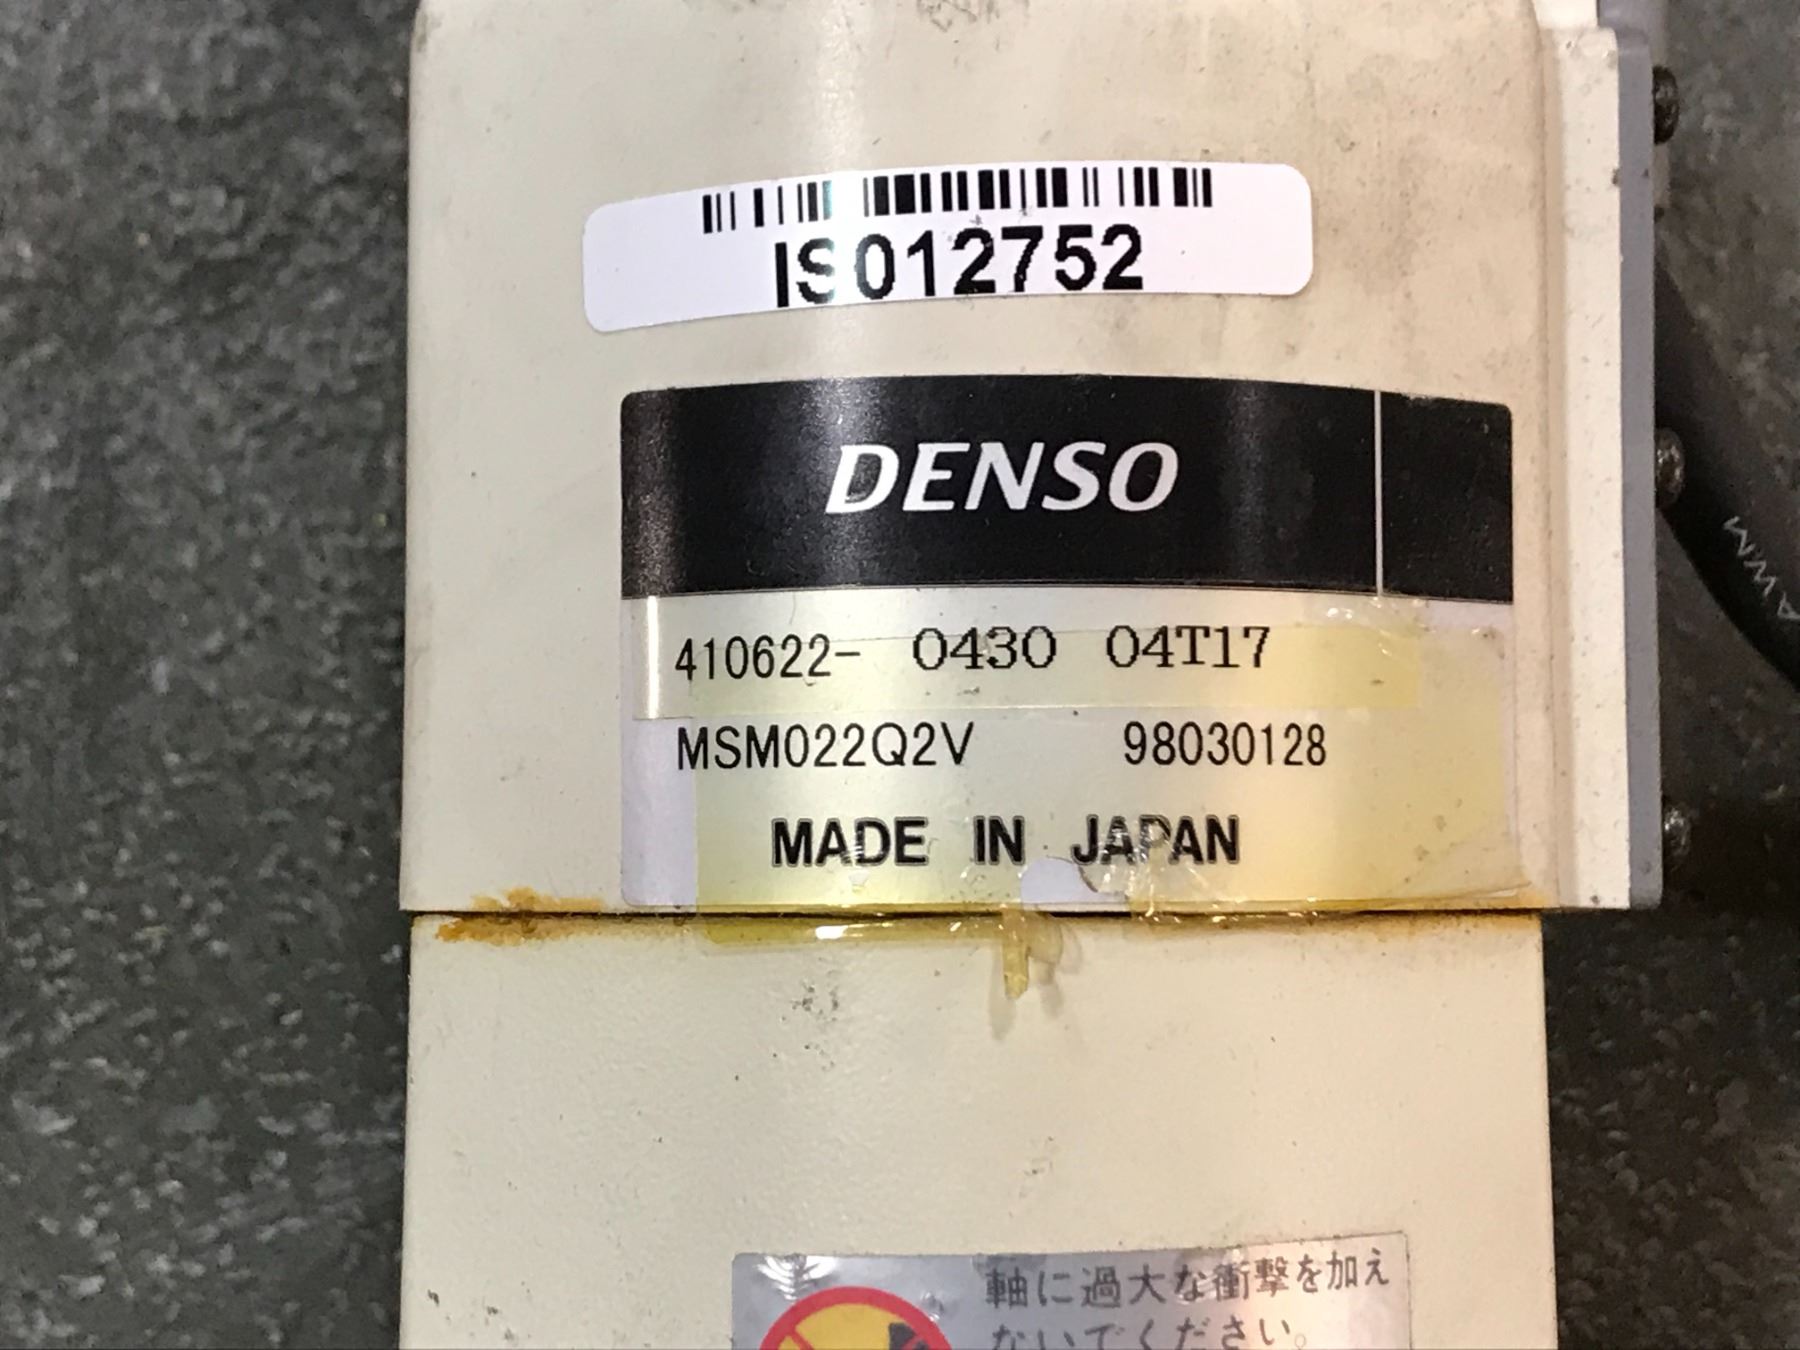 IS012752
DENSO
410622- 0430 04T17
MSM022Q2V 98030128
MADE IN JAPAN
AWM
軸に過大な衝撃を加え
ないでください。